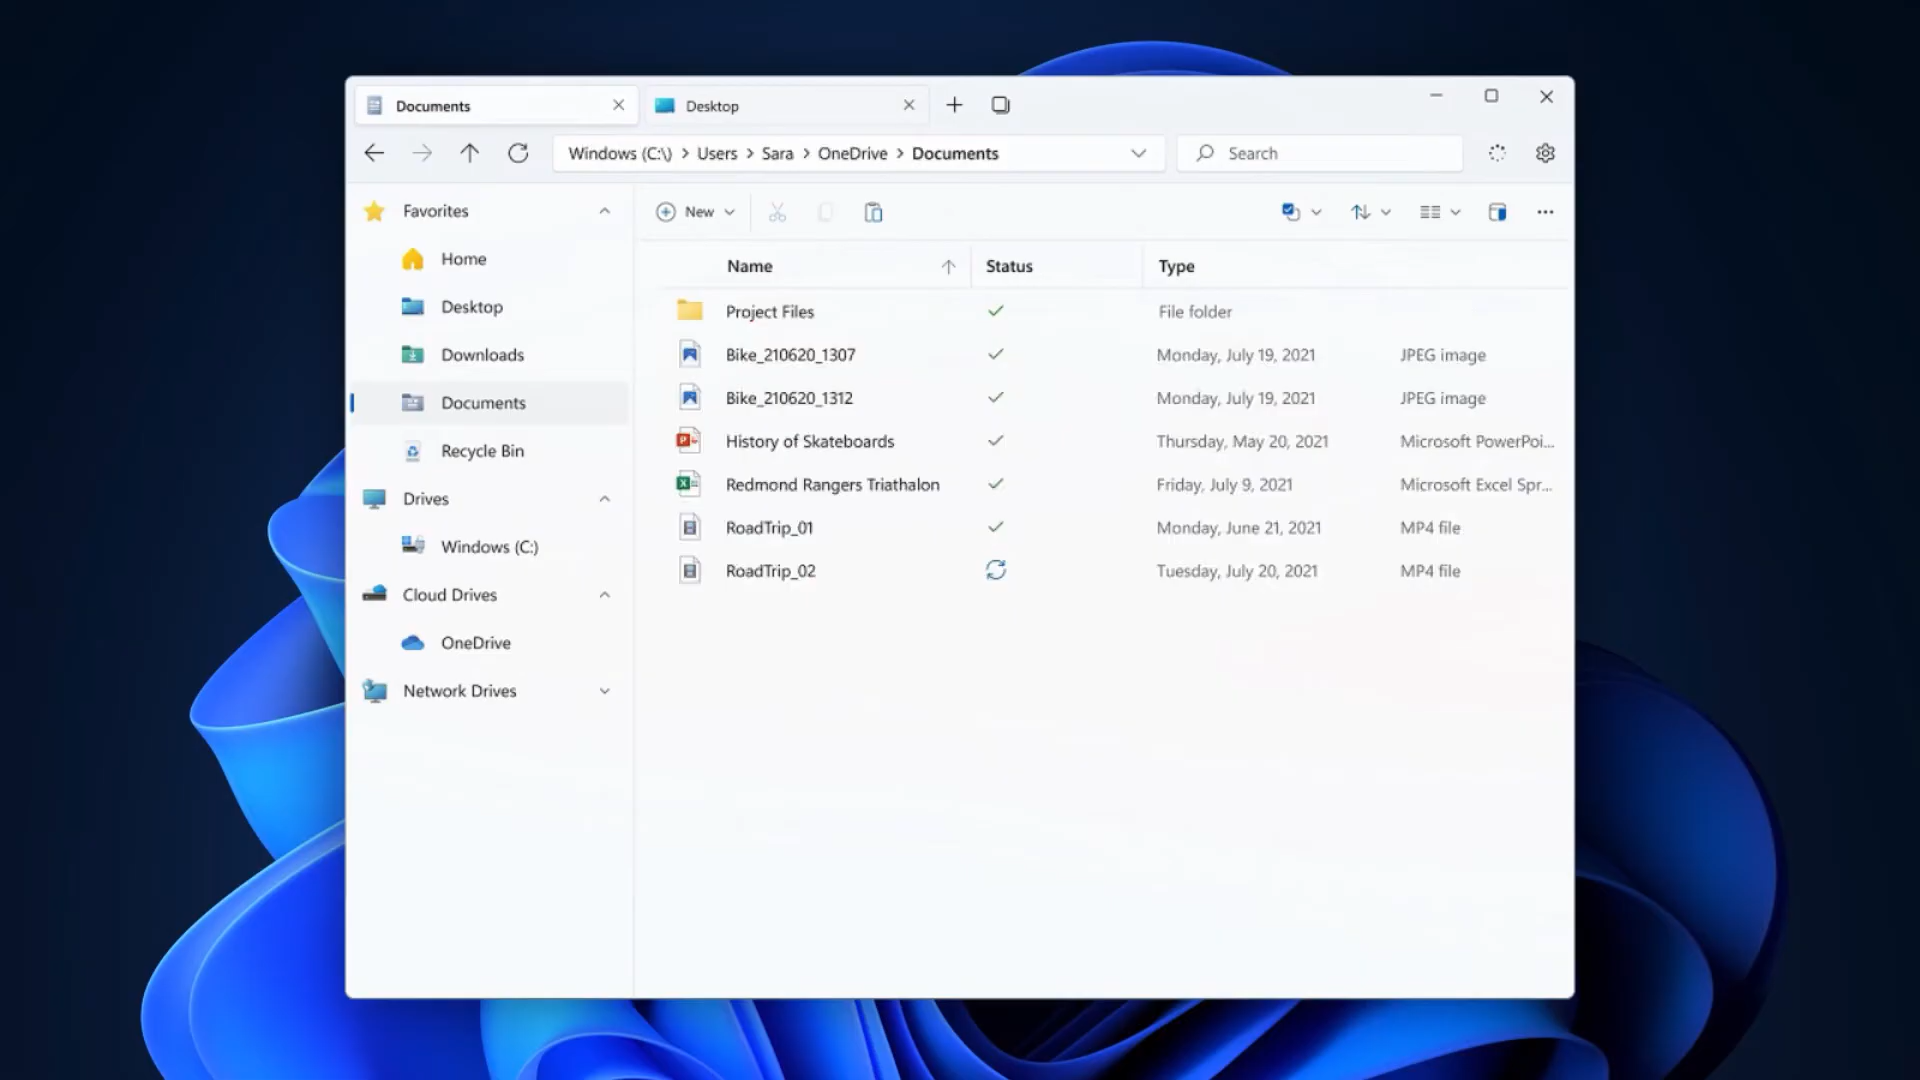 Documents
Desktop
Windows (C:\) > Users > Sara > OneDrive > Documents
Search
Favorites
Home
Desktop
Downloads
Documents
Recycle Bin
Drives
Windows (C:)
Cloud Drives
OneDrive
Network Drives
New
Name Status Type
Project Files File folder
Bike_210620_1307 Monday, July 19, 2021 JPEG image
Bike_210620_1312 Monday, July 19, 2021 JPEG image
History of Skateboards Thursday, May 20, 2021 Microsoft PowerPoi...
Redmond Rangers Triathalon Friday, July 9, 2021 Microsoft Excel Spr...
RoadTrip_01 Monday, June 21, 2021 MP4 file
RoadTrip_02 Tuesday, July 20, 2021 MP4 file